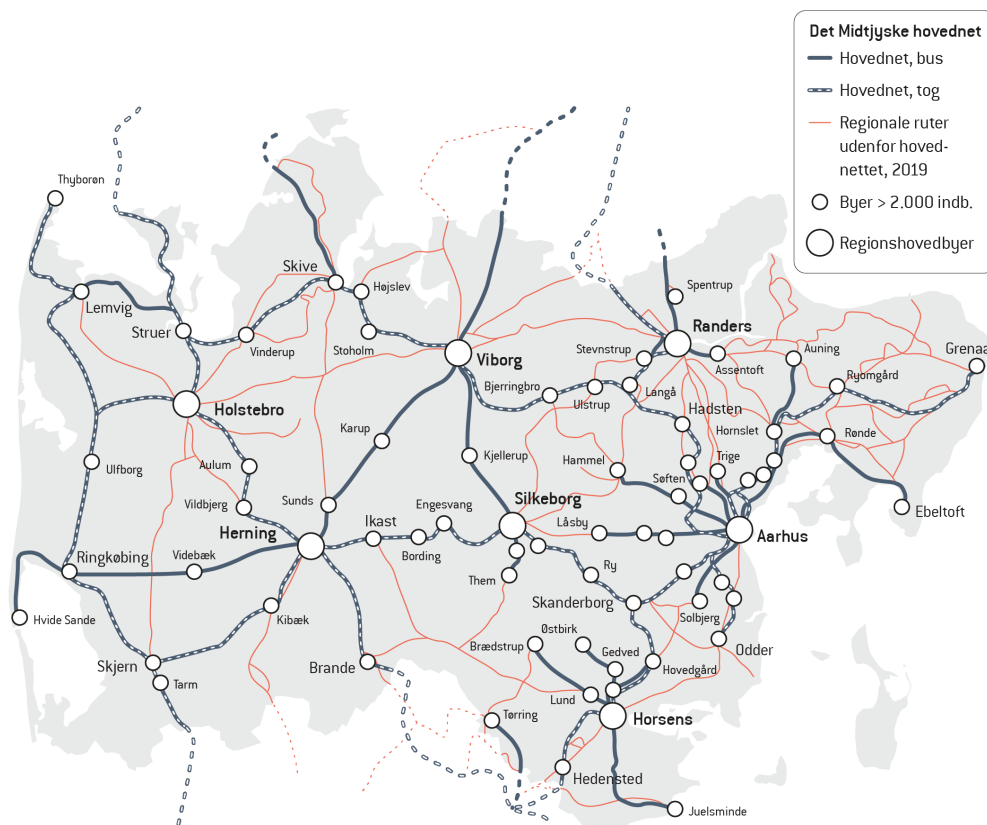 Det Midtjyske hovednet
Hovednet, bus
Hovednet, tog
Regionale ruter
udenfor hoved-
nettet, 2019
Byer > 2.000 indb.
Regionshovedbyer
Thyborøn
Lemvig
Struer
Skive
Højslev
Vinderup
Stoholm
Viborg
Spentrup
Randers
Stevnstrup
Assentoft
Auning
Grenaa
Ryomgård
Bjerringbro
Ulstrup
Langå
Hadsten
Hornslet
Rønde
Holstebro
Karup
Kjellerup
Hammel
Trige
Søften
Ulfborg
Aulum
Vildbjerg
Sunds
Engesvang
Silkeborg
Ebeltoft
Herning
Ikast
Bording
Låsby
Aarhus
Ringkøbing
Videbæk
Them
Ry
Skanderborg
Solbjerg
Hvide Sande
Kibæk
Østbirk
Brædstrup
Gedved
Odder
Skjern
Brande
Hovedgård
Tarm
Lund
Tørring
Horsens
Hedensted
Juelsminde